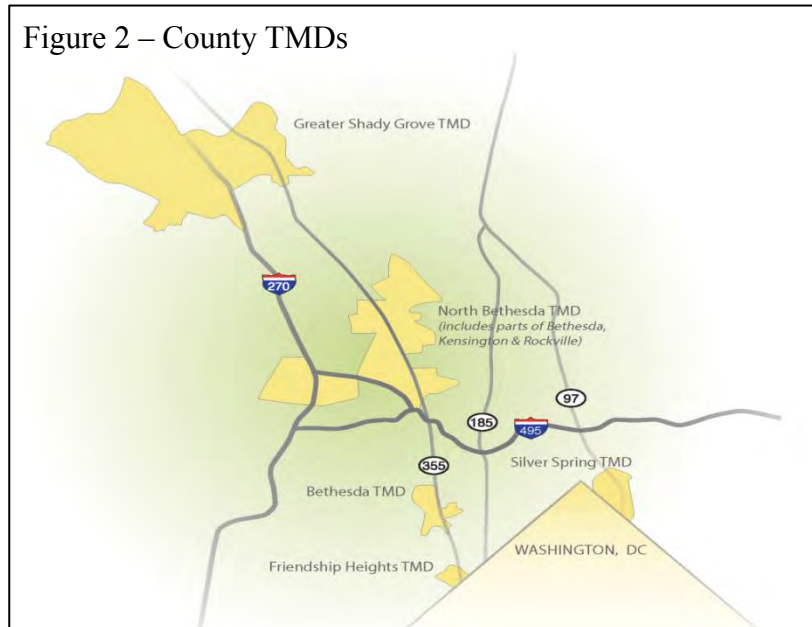 Figure 2 – County TMDs
Greater Shady Grove TMD
270
North Bethesda TMD
(includes parts of Bethesda,
Kensington & Rockville)
97
185
495
355
Silver Spring TMD
Bethesda TMD
WASHINGTON, DC
Friendship Heights TMD